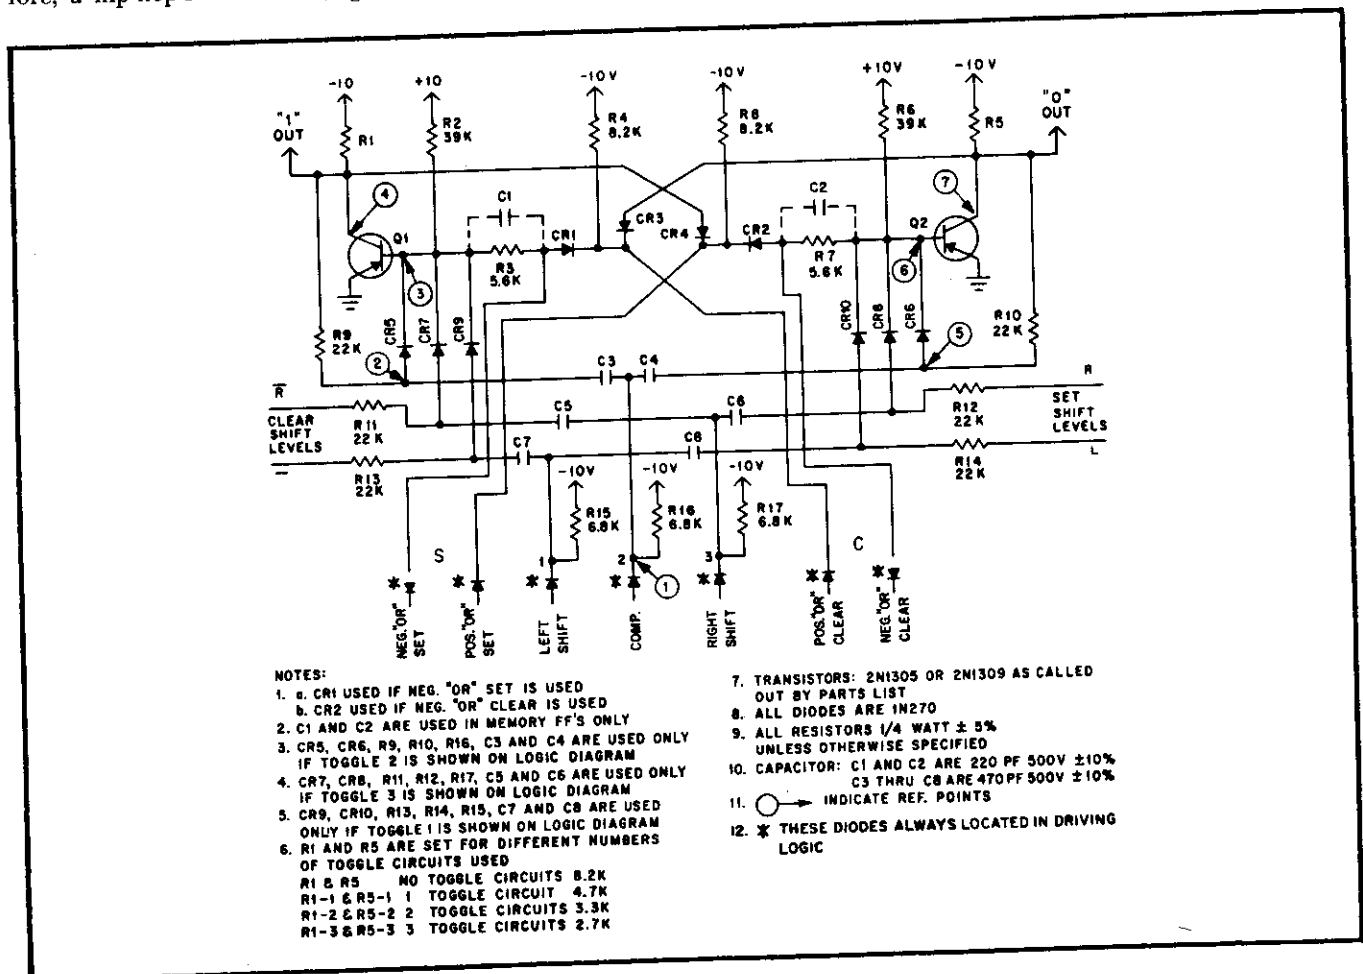 -10
+10
-10V
-10V
+10V
-10V
"1"
OUT
R1
R2
39K
R4
8.2K
R8
8.2K
R6
39K
R5
"0"
OUT
4
C1
C2
7
Q1
CR1
CR3
CR4
CR2
Q2
R3
5.6K
R7
5.6K
3
6
R9
22K
CR5
CR7
CR9
CR10
CR8
CR6
R10
22K
2
C3
C4
5
R
R
CLEAR
SHIFT
LEVELS
R11
22K
C5
C6
R12
22K
SET
SHIFT
LEVELS
C7
C8
L
R13
22K
-10V
-10V
-10V
R14
22K
R15
6.8K
R16
6.8K
R17
6.8K
S
C
1
2
3
1
*
*
*
*
*
*
*
NEG. "OR"
SET
POS. "OR"
SET
LEFT
SHIFT
COMP.
RIGHT
SHIFT
POS. "OR"
CLEAR
NEG. "OR"
CLEAR
NOTES:
1. a. CR1 USED IF NEG. "OR" SET IS USED
b. CR2 USED IF NEG. "OR" CLEAR IS USED
2. C1 AND C2 ARE USED IN MEMORY FF'S ONLY
3. CR5, CR6, R9, R10, R16, C3 AND C4 ARE USED ONLY
IF TOGGLE 2 IS SHOWN ON LOGIC DIAGRAM
4. CR7, CR8, R11, R12, R17, C5 AND C6 ARE USED ONLY
IF TOGGLE 3 IS SHOWN ON LOGIC DIAGRAM
5. CR9, CR10, R13, R14, R15, C7 AND C8 ARE USED
ONLY IF TOGGLE 1 IS SHOWN ON LOGIC DIAGRAM
6. R1 AND R5 ARE SET FOR DIFFERENT NUMBERS
OF TOGGLE CIRCUITS USED
R1 & R5 NO TOGGLE CIRCUITS 8.2K
R1-1 & R5-1 1 TOGGLE CIRCUIT 4.7K
R1-2 & R5-2 2 TOGGLE CIRCUITS 3.3K
R1-3 & R5-3 3 TOGGLE CIRCUITS 2.7K
7. TRANSISTORS: 2N1305 OR 2N1309 AS CALLED
OUT BY PARTS LIST
8. ALL DIODES ARE 1N270
9. ALL RESISTORS 1/4 WATT ± 5%
UNLESS OTHERWISE SPECIFIED
10. CAPACITOR: C1 AND C2 ARE 220 PF 500V ±10%
C3 THRU C8 ARE 470 PF 500V ±10%
11. INDICATE REF. POINTS
12. * THESE DIODES ALWAYS LOCATED IN DRIVING
LOGIC